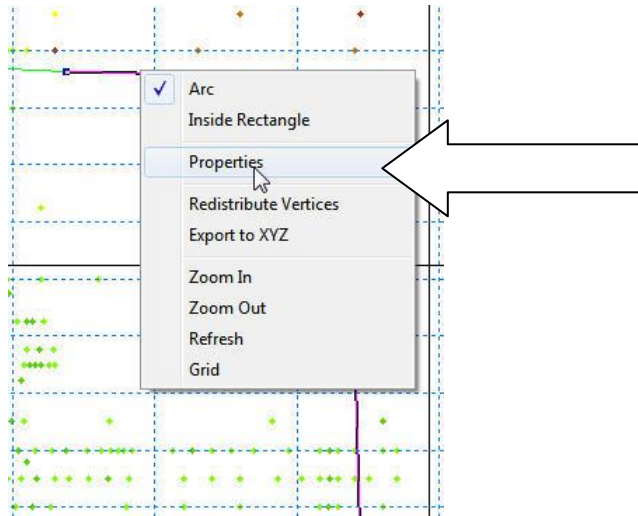 Arc
Inside Rectangle
Properties
Redistribute Vertices
Export to XYZ
Zoom In
Zoom Out
Refresh
Grid